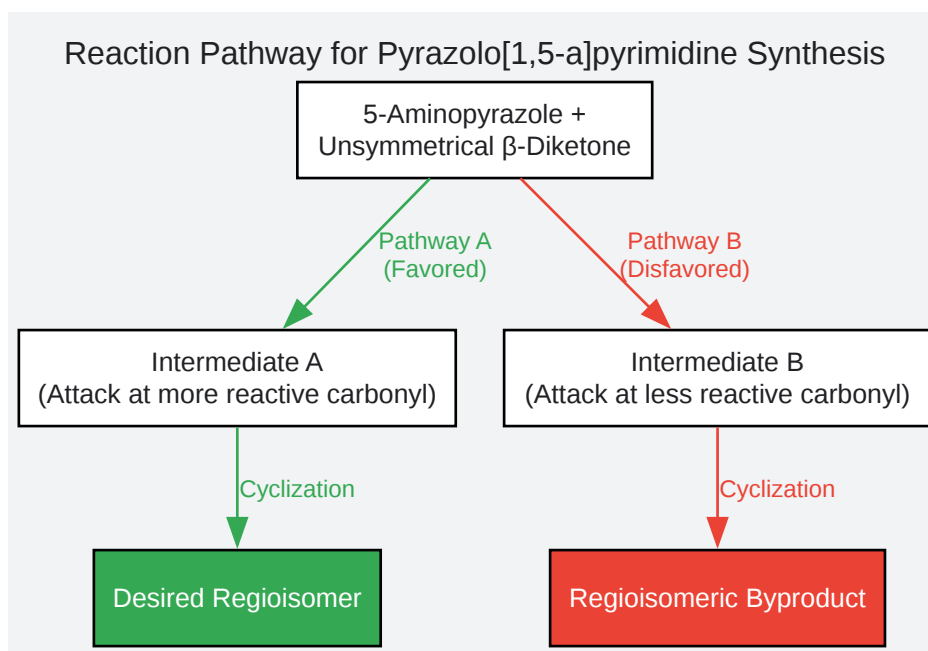 Reaction Pathway for Pyrazolo[1,5-a]pyrimidine Synthesis
5-Aminopyrazole +
Unsymmetrical β-Diketone
Pathway A
(Favored)
Pathway B
(Disfavored)
Intermediate A
(Attack at more reactive carbonyl)
Intermediate B
(Attack at less reactive carbonyl)
Cyclization
Cyclization
Desired Regioisomer
Regioisomeric Byproduct